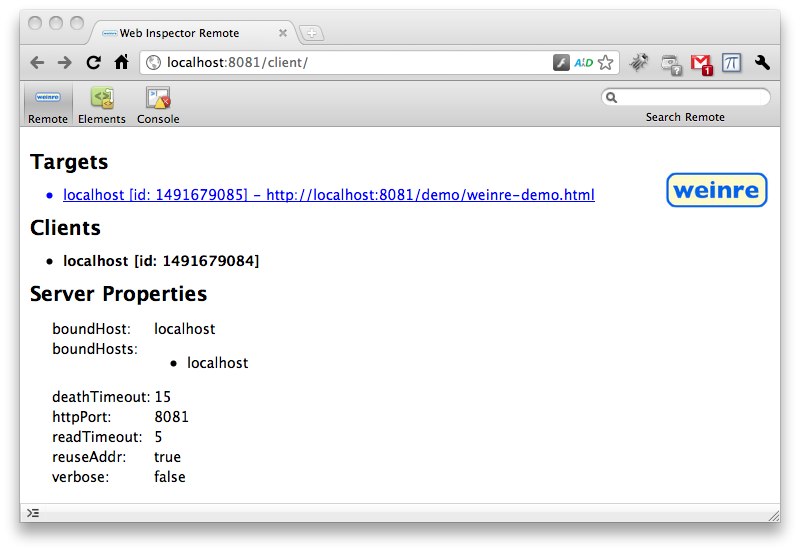 Web Inspector Remote
localhost:8081/client/
A!D
1
π
weinre
Remote
Elements
Console
Search Remote
Targets
• localhost [id: 1491679085] - http://localhost:8081/demo/weinre-demo.html
weinre
Clients
• localhost [id: 1491679084]
Server Properties
boundHost: localhost
boundHosts:
• localhost
deathTimeout: 15
httpPort: 8081
readTimeout: 5
reuseAddr: true
verbose: false